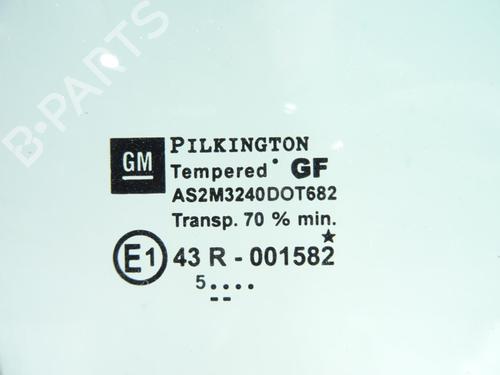 B-PARTS
GM
PILKINGTON
Tempered GF
AS2M3240DOT682
Transp. 70 % min.
E1 43 R - 001582
5....
--